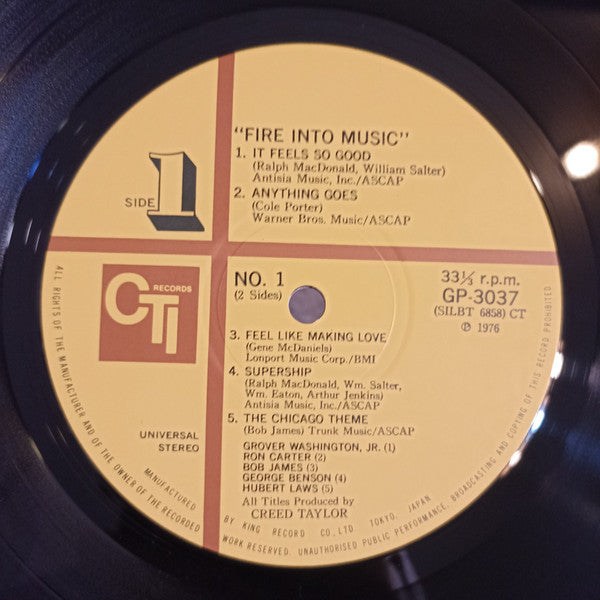 "FIRE INTO MUSIC"
1. IT FEELS SO GOOD
(Ralph MacDonald, William Salter)
Antisia Music, Inc./ASCAP
2. ANYTHING GOES
(Cole Porter)
Warner Bros. Music/ASCAP
SIDE 1
CTI RECORDS
NO. 1
(2 Sides)
33⅓ r.p.m.
GP-3037
(SILBT 6858) CT
Ⓟ 1976
3. FEEL LIKE MAKING LOVE
(Gene McDaniels)
Lonport Music Corp./BMI
4. SUPERSHIP
(Ralph MacDonald, Wm. Salter,
Wm. Eaton, Arthur Jenkins)
Antisia Music, Inc./ASCAP
5. THE CHICAGO THEME
(Bob James) Trunk Music/ASCAP
GROVER WASHINGTON, JR. (1)
RON CARTER (2)
BOB JAMES (3)
GEORGE BENSON (4)
HUBERT LAWS (5)
All Titles Produced by
CREED TAYLOR
UNIVERSAL
STEREO
MANUFACTURED BY KING RECORD CO., LTD. TOKYO, JAPAN
ALL RIGHTS OF THE MANUFACTURER AND OF THE OWNER OF THE RECORDED WORK RESERVED. UNAUTHORISED PUBLIC PERFORMANCE, BROADCASTING AND COPYING OF THIS RECORD PROHIBITED